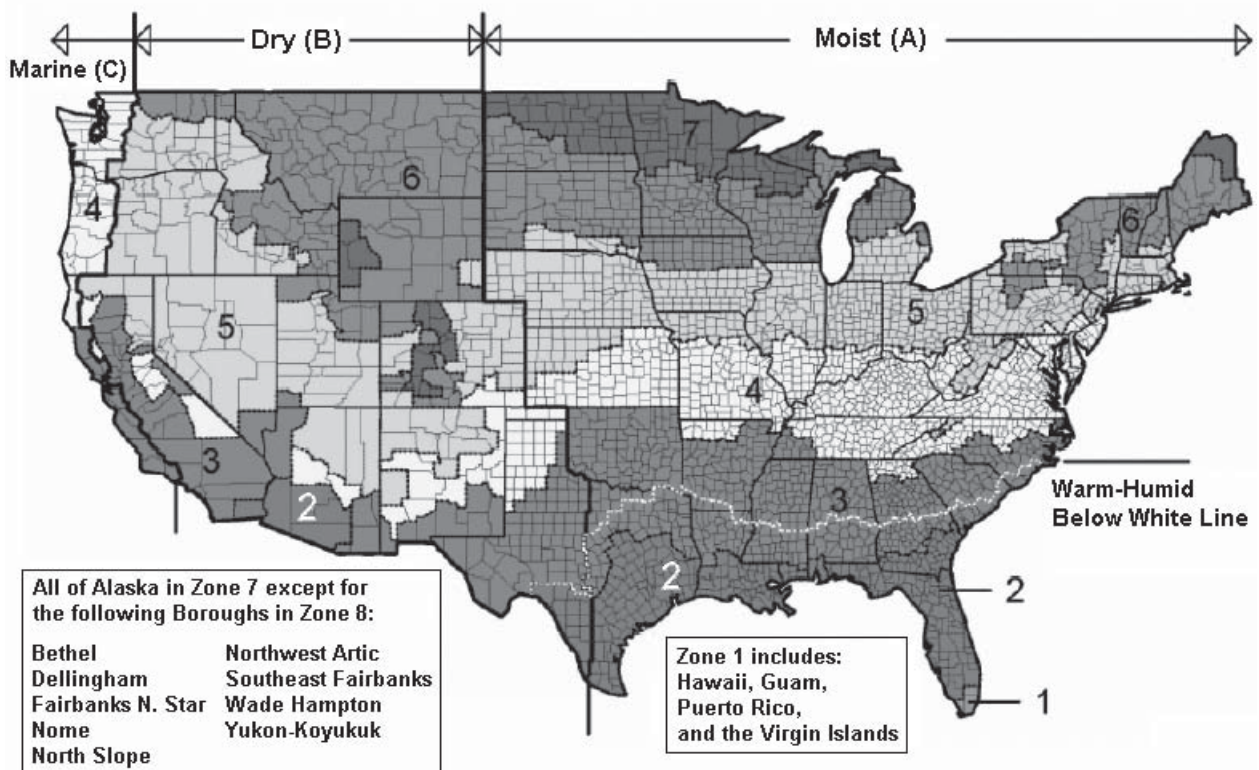 Dry (B)
Moist (A)
Marine (C)
7
6
6
4
5
5
4
3
2
3
2
Warm-Humid
Below White Line
2
1
All of Alaska in Zone 7 except for
the following Boroughs in Zone 8:
Bethel
Dellingham
Fairbanks N. Star
Nome
North Slope
Northwest Artic
Southeast Fairbanks
Wade Hampton
Yukon-Koyukuk
Zone 1 includes:
Hawaii, Guam,
Puerto Rico,
and the Virgin Islands